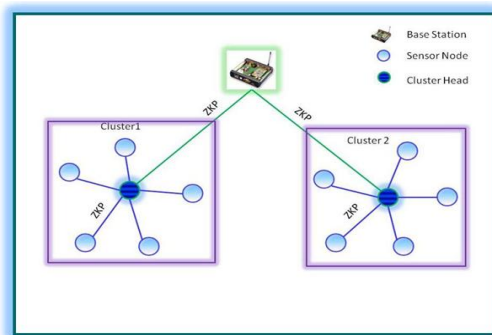 Base Station
Sensor Node
Cluster Head
ZKP
ZKP
Cluster1
Cluster 2
ZKP
ZKP